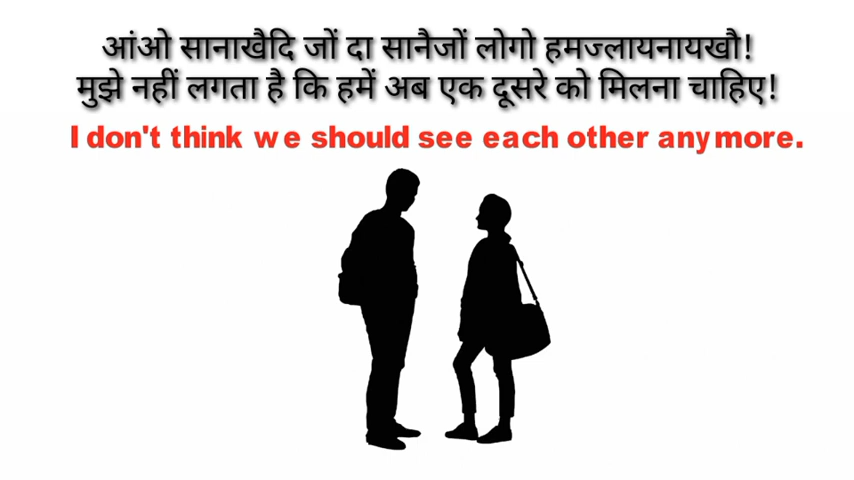 आंओ सानाखैदि जों दा सानैजों लोगो हमज्लायनायखौ!
मुझे नहीं लगता है कि हमें अब एक दूसरे को मिलना चाहिए!
I don't think we should see each other anymore.